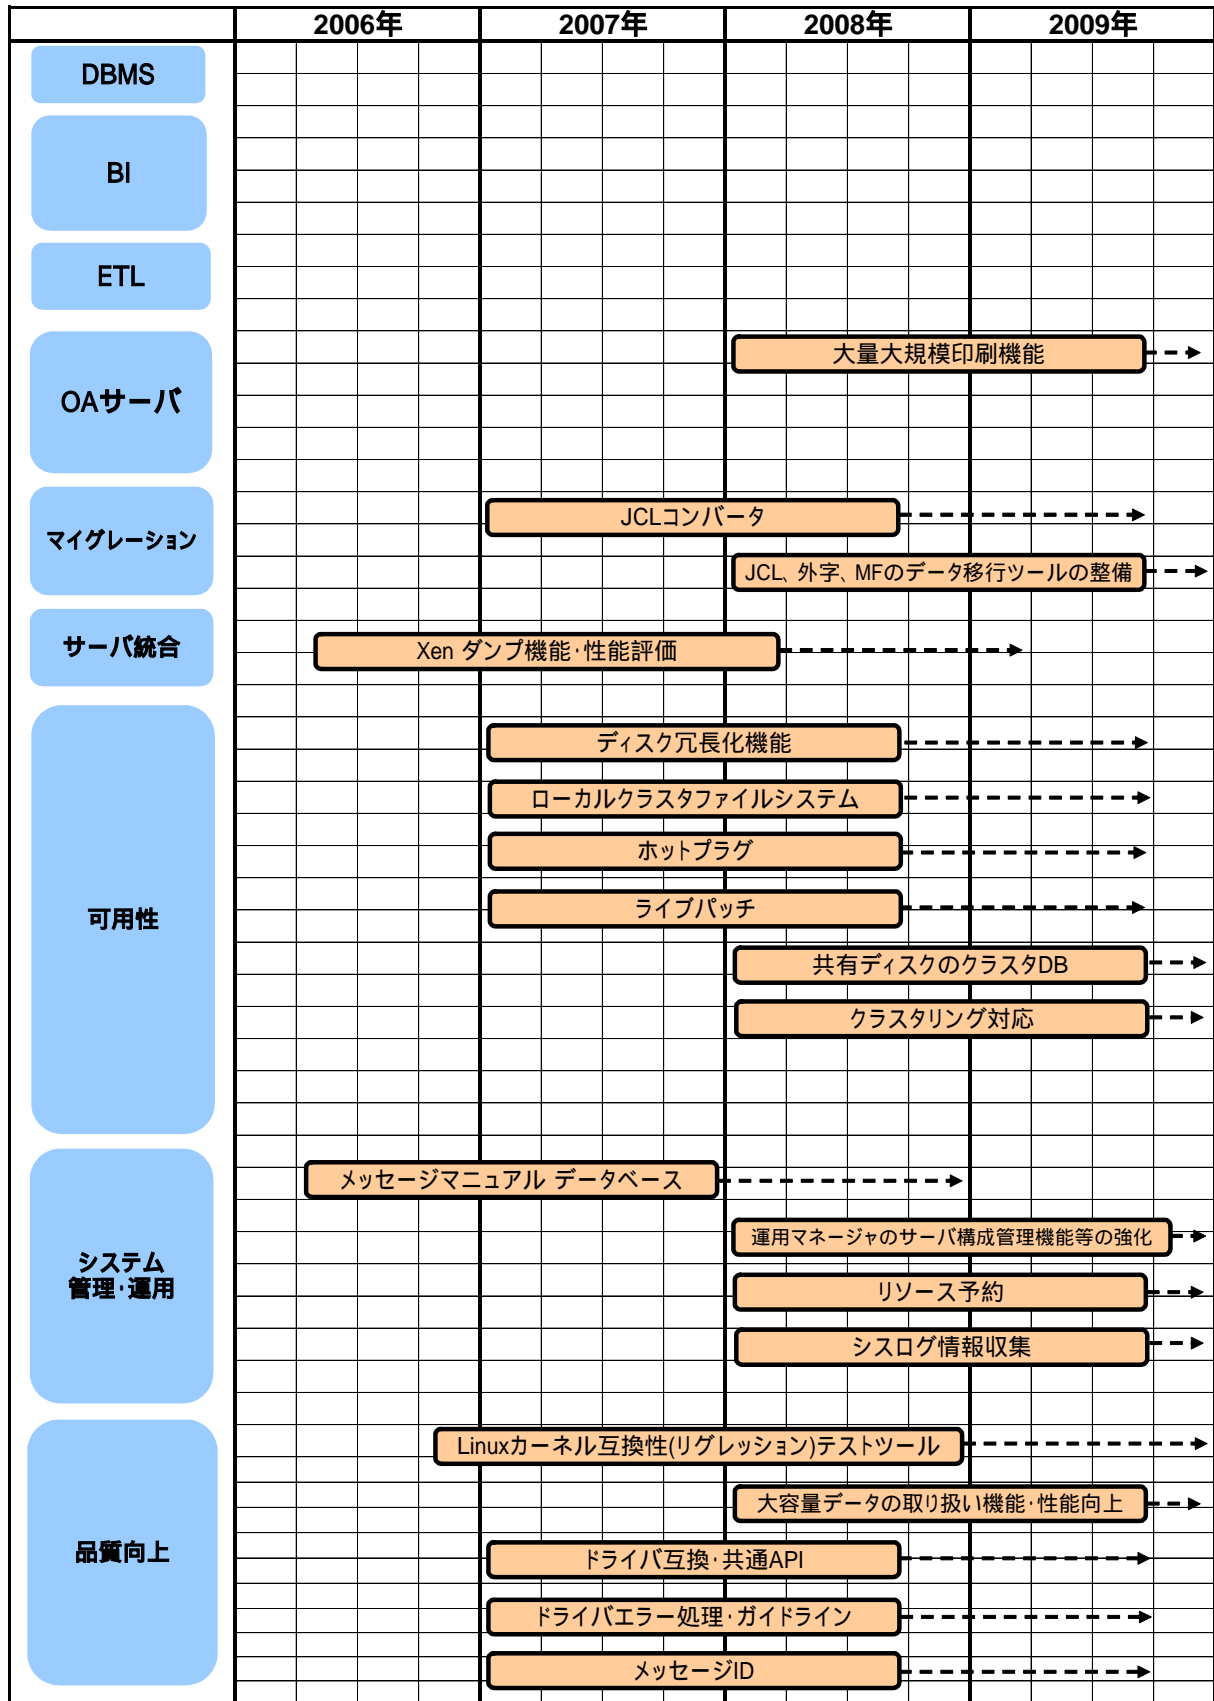 2006年 2007年 2008年 2009年
DBMS
BI
ETL
OAサーバ
大量大規模印刷機能
マイグレーション
JCLコンバータ
JCL、外字、MFのデータ移行ツールの整備
サーバ統合
Xen ダンプ機能・性能評価
可用性
ディスク冗長化機能
ローカルクラスタファイルシステム
ホットプラグ
ライブパッチ
共有ディスクのクラスタDB
クラスタリング対応
システム
管理・運用
メッセージマニュアル データベース
運用マネージャのサーバ構成管理機能等の強化
リソース予約
シスログ情報収集
品質向上
Linuxカーネル互換性(リグレッション)テストツール
大容量データの取り扱い機能・性能向上
ドライバ互換・共通API
ドライバエラー処理・ガイドライン
メッセージID